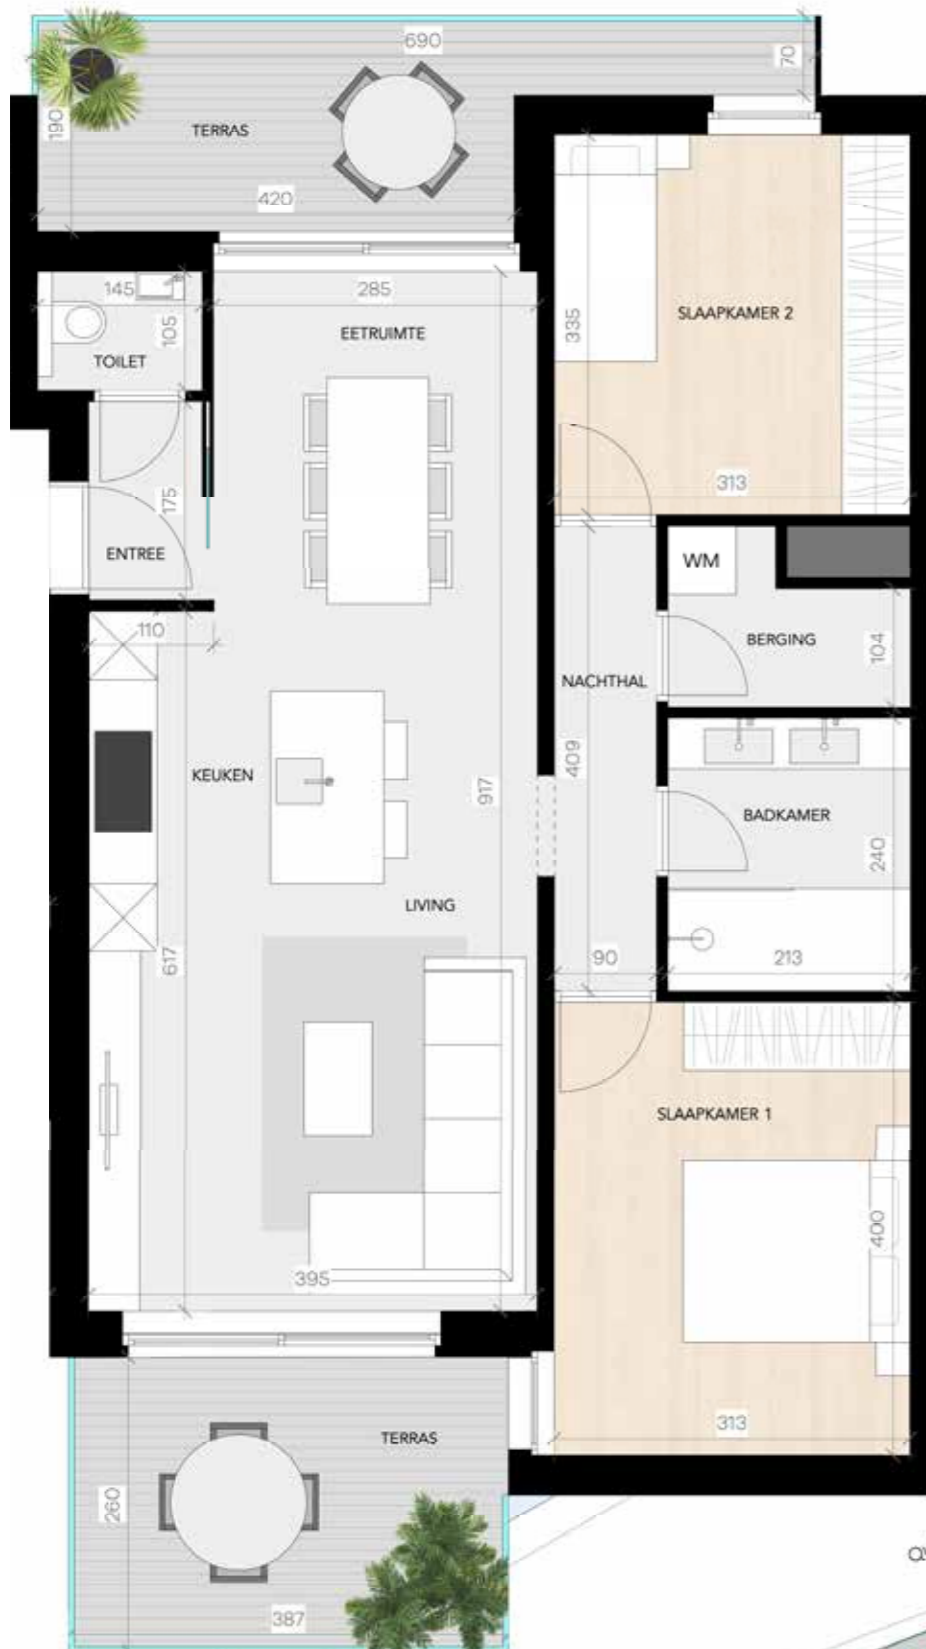 690
70
190
TERRAS
420
145
285
105
EETRUIMTE
335
SLAAPKAMER 2
TOILET
313
175
ENTREE
WM
110
BERGING
104
NACHTHAL
KEUKEN
409
917
BADKAMER
240
LIVING
617
90
213
SLAAPKAMER 1
400
395
313
TERRAS
260
387